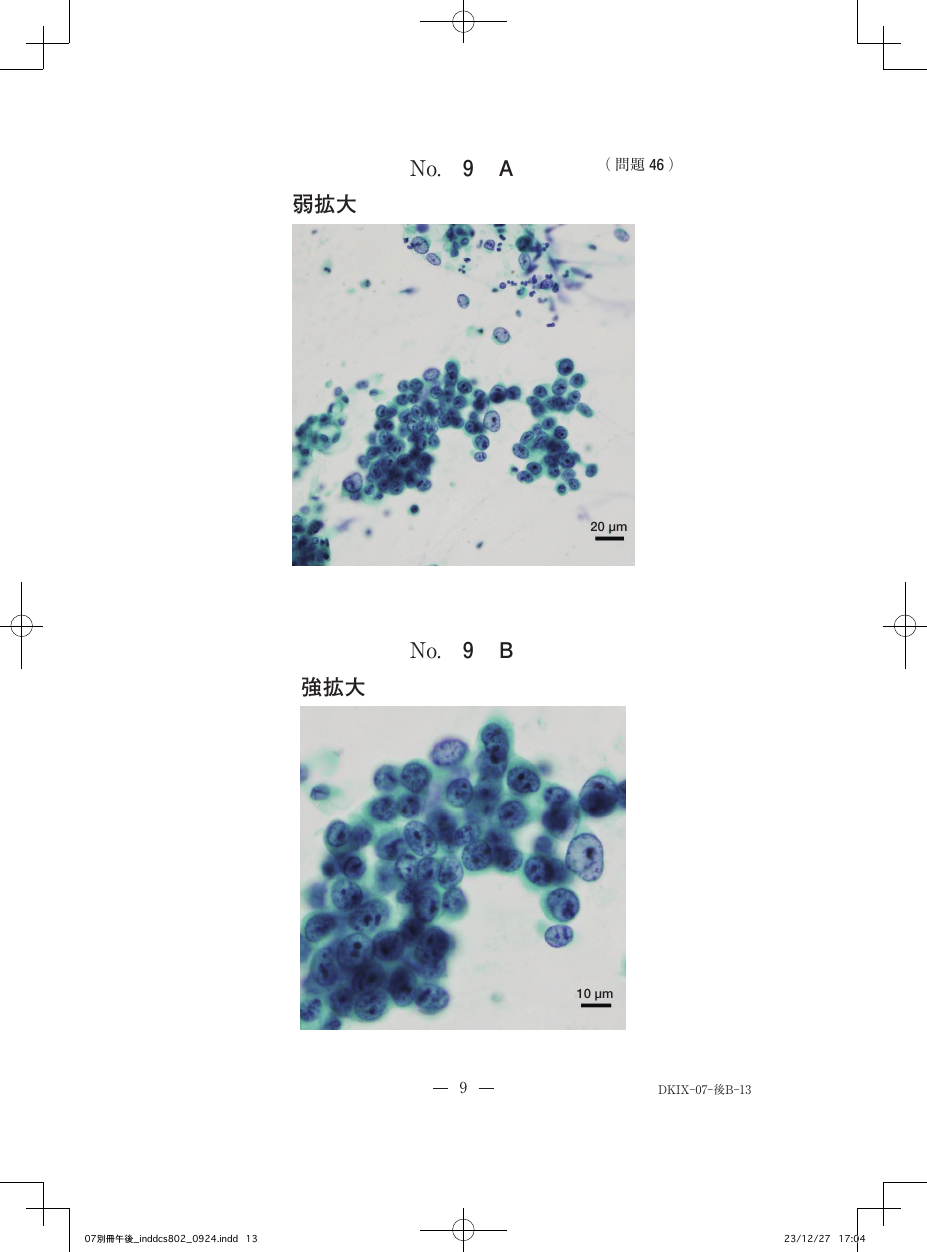 No. 9 A
（問題 46）
弱拡大
20 μm
No. 9 B
強拡大
10 μm
— 9 —
DKIX-07-後B-13
07別冊午後_inddcs802_0924.indd 13
23/12/27 17:04